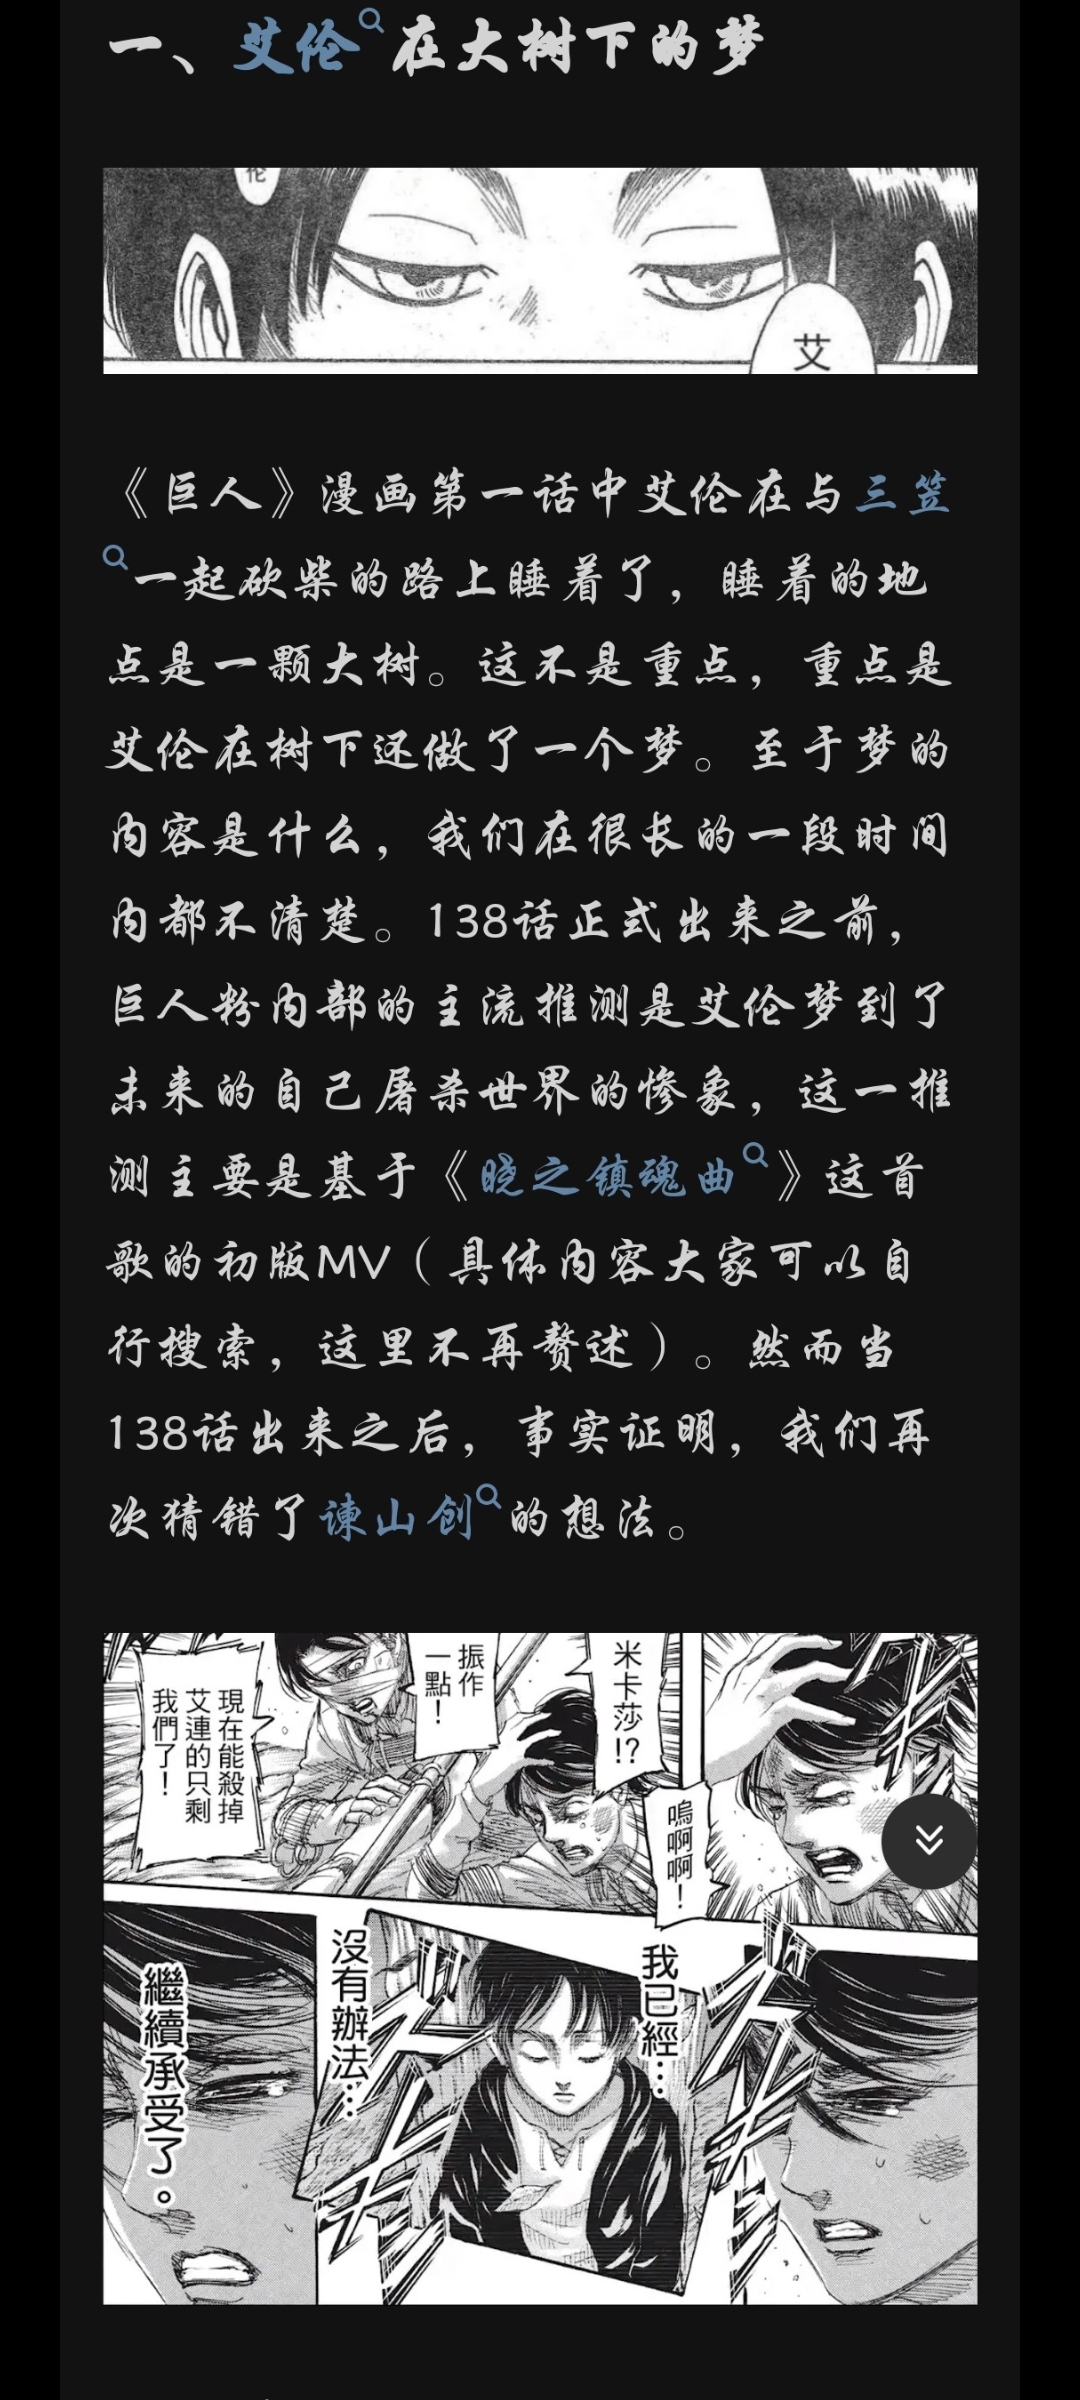 一、艾伦在大树下的梦
伦
艾
《巨人》漫画第一话中艾伦在与三笠
一起砍柴的路上睡着了，睡着的地
点是一颗大树。这不是重点，重点是
艾伦在树下还做了一个梦。至于梦的
内容是什么，我们在很长的一段时间
内都不清楚。138话正式出来之前，
巨人粉内部的主流推测是艾伦梦到了
未来的自己屠杀世界的惨象，这一推
测主要是基于《晓之镇魂曲》这首
歌的初版MV（具体内容大家可以自
行搜索，这里不再赘述）。然而当
138话出来之后，事实证明，我们再
次猜错了谏山创的想法。
米卡莎!?
振作
一點！
現在能殺掉
艾連的只剩
我們了！
嗚啊啊！
我已經…
沒有辦法…
繼續承受了。